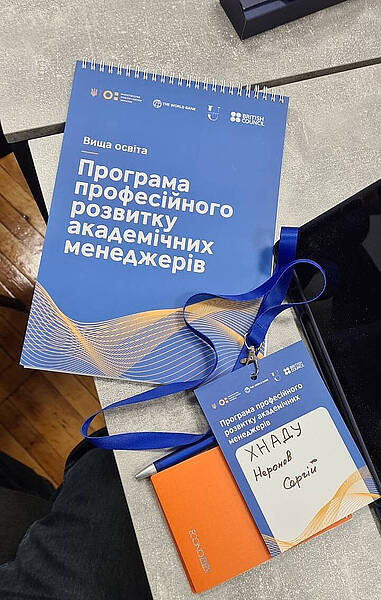 THE WORLD BANK
BRITISH
COUNCIL
Вища освіта
Програма
професійного
розвитку
академічних
менеджерів
BRITISH
COUNCIL
Програма професійного
розвитку академічних
менеджерів
ХНАДУ
Неронов
Сергій